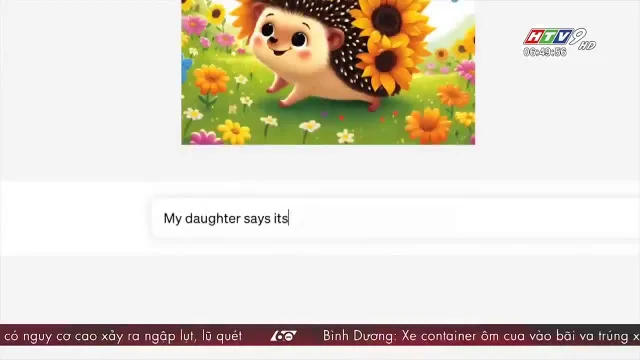 HTV9 HD
06:49:56
My daughter says its
có nguy cơ cao xảy ra ngập lụt, lũ quét 60 Bình Dương: Xe container ôm cua vào bãi va trúng x